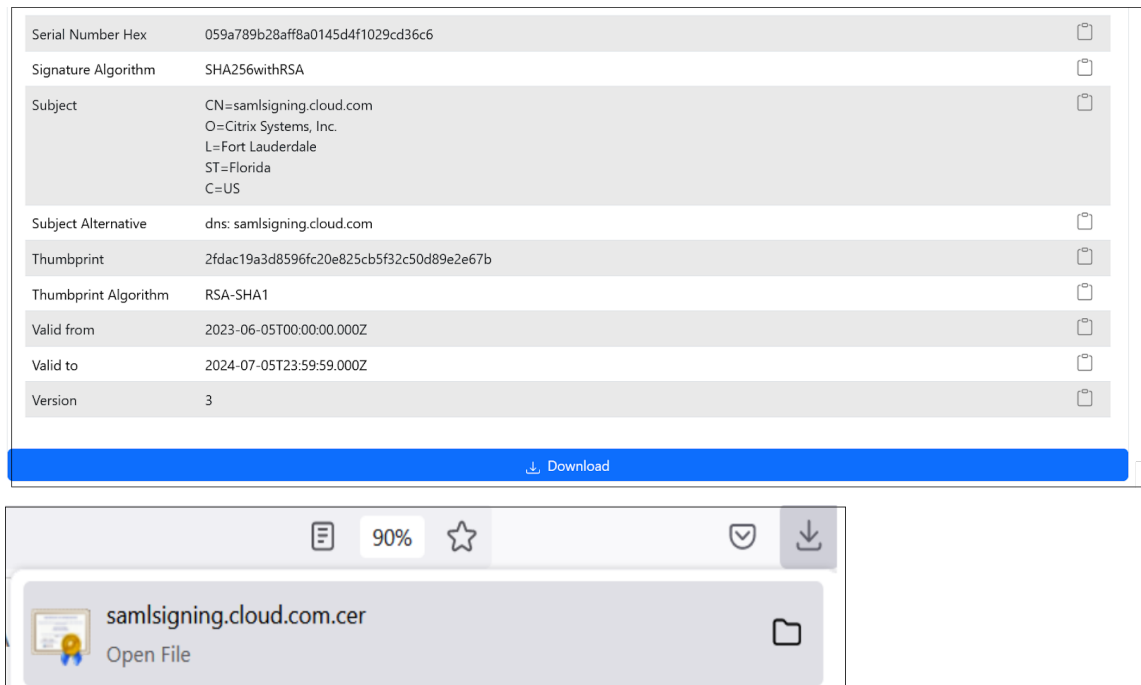 Serial Number Hex 059a789b28aff8a0145d4f1029cd36c6
Signature Algorithm SHA256withRSA
Subject CN=samlsigning.cloud.com
O=Citrix Systems, Inc.
L=Fort Lauderdale
ST=Florida
C=US
Subject Alternative dns: samlsigning.cloud.com
Thumbprint 2fdac19a3d8596fc20e825cb5f32c50d89e2e67b
Thumbprint Algorithm RSA-SHA1
Valid from 2023-06-05T00:00:00.000Z
Valid to 2024-07-05T23:59:59.000Z
Version 3
Download
90%
samlsigning.cloud.com.cer
Open File